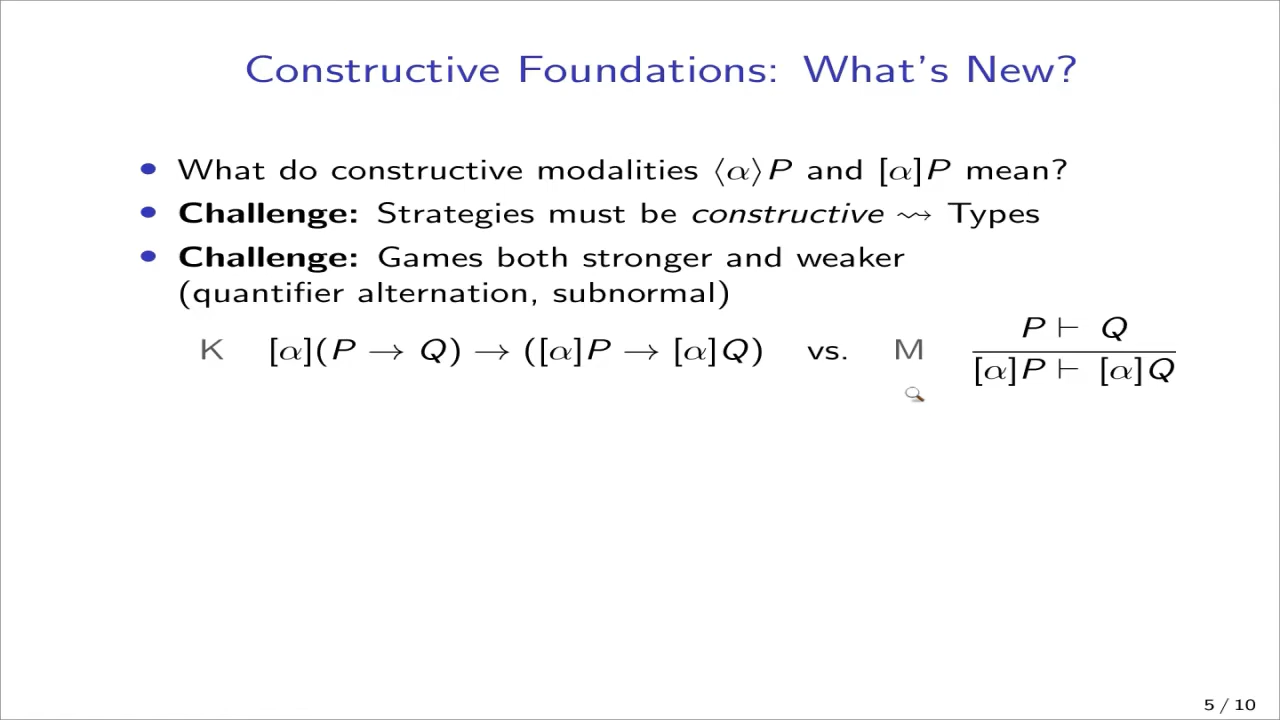 Constructive Foundations: What's New?
• What do constructive modalities ⟨α⟩P and [α]P mean?
• Challenge: Strategies must be constructive ⇝ Types
• Challenge: Games both stronger and weaker
(quantifier alternation, subnormal)
K [α](P → Q) → ([α]P → [α]Q) vs. M
P ⊢ Q
[α]P ⊢ [α]Q
5 / 10